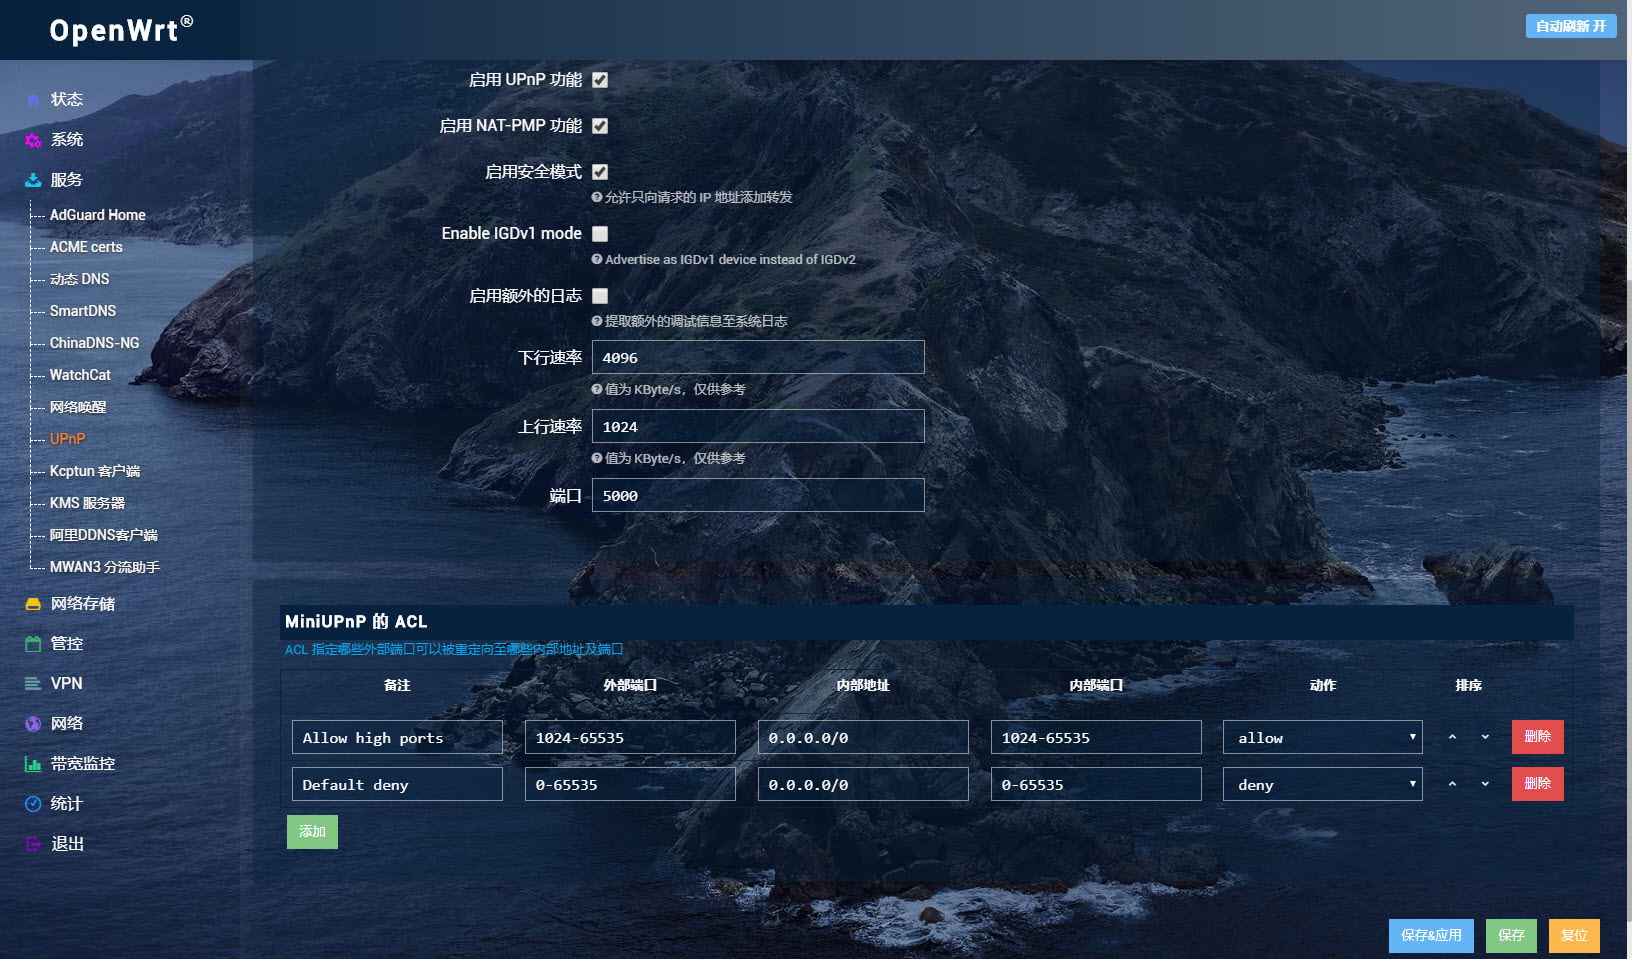 OpenWrt®
自动刷新 开
状态
系统
服务
AdGuard Home
ACME certs
动态 DNS
SmartDNS
ChinaDNS-NG
WatchCat
网络唤醒
UPnP
Kcptun 客户端
KMS 服务器
阿里DDNS客户端
MWAN3 分流助手
网络存储
管控
VPN
网络
带宽监控
统计
退出
启用 UPnP 功能
启用 NAT-PMP 功能
启用安全模式
允许只向请求的 IP 地址添加转发
Enable IGDv1 mode
Advertise as IGDv1 device instead of IGDv2
启用额外的日志
提取额外的调试信息至系统日志
下行速率 4096
值为 KByte/s，仅供参考
上行速率 1024
值为 KByte/s，仅供参考
端口 5000
MiniUPnP 的 ACL
ACL 指定哪些外部端口可以被重定向至哪些内部地址及端口
备注 外部端口 内部地址 内部端口 动作 排序
Allow high ports 1024-65535 0.0.0.0/0 1024-65535 allow 删除
Default deny 0-65535 0.0.0.0/0 0-65535 deny 删除
添加
保存&应用 保存 复位